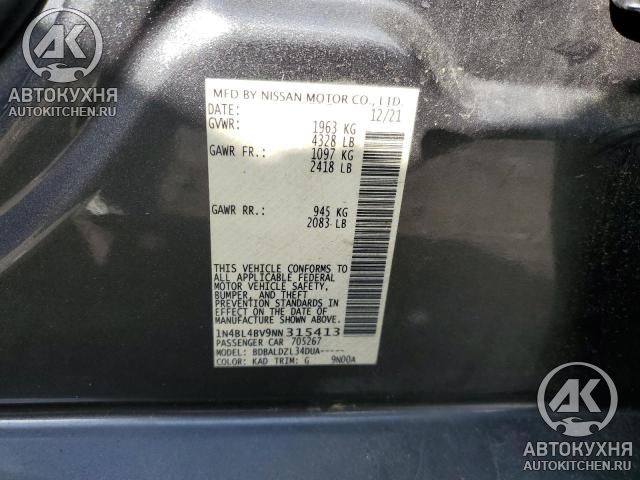 АВТОКУХНЯ
AUTOKITCHEN.RU
MFD BY NISSAN MOTOR CO., LTD.
DATE: 12/21
GVWR: 1963 KG
4328 LB
GAWR FR.: 1097 KG
2418 LB
GAWR RR.: 945 KG
2083 LB
THIS VEHICLE CONFORMS TO
ALL APPLICABLE FEDERAL
MOTOR VEHICLE SAFETY,
BUMPER, AND THEFT
PREVENTION STANDARDS IN
EFFECT ON THE DATE OF
MANUFACTURE SHOWN ABOVE.
1N4BL4BV9NN315413
PASSENGER CAR 705267
MODEL: BDBALDZL34DUA-----
COLOR: KAD TRIM: G 9N00A
АВТОКУХНЯ
AUTOKITCHEN.RU